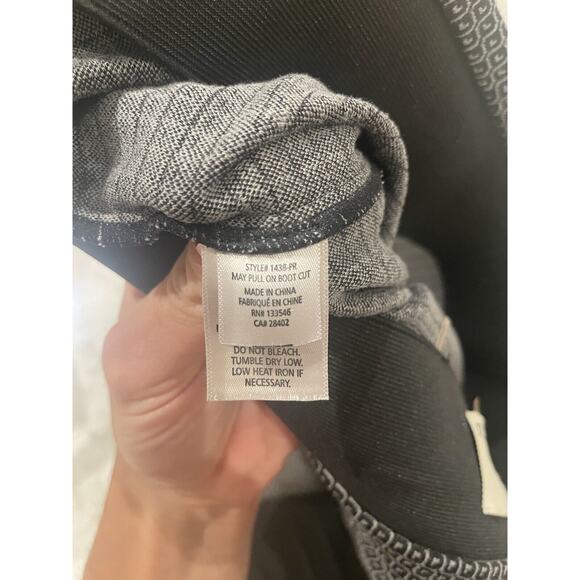 STYLE# 1438-PR
MAY PULL ON BOOT CUT
MADE IN CHINA
FABRIQUÉ EN CHINE
RN# 133546
CA# 28402
DO NOT BLEACH.
TUMBLE DRY LOW.
LOW HEAT IRON IF
NECESSARY.